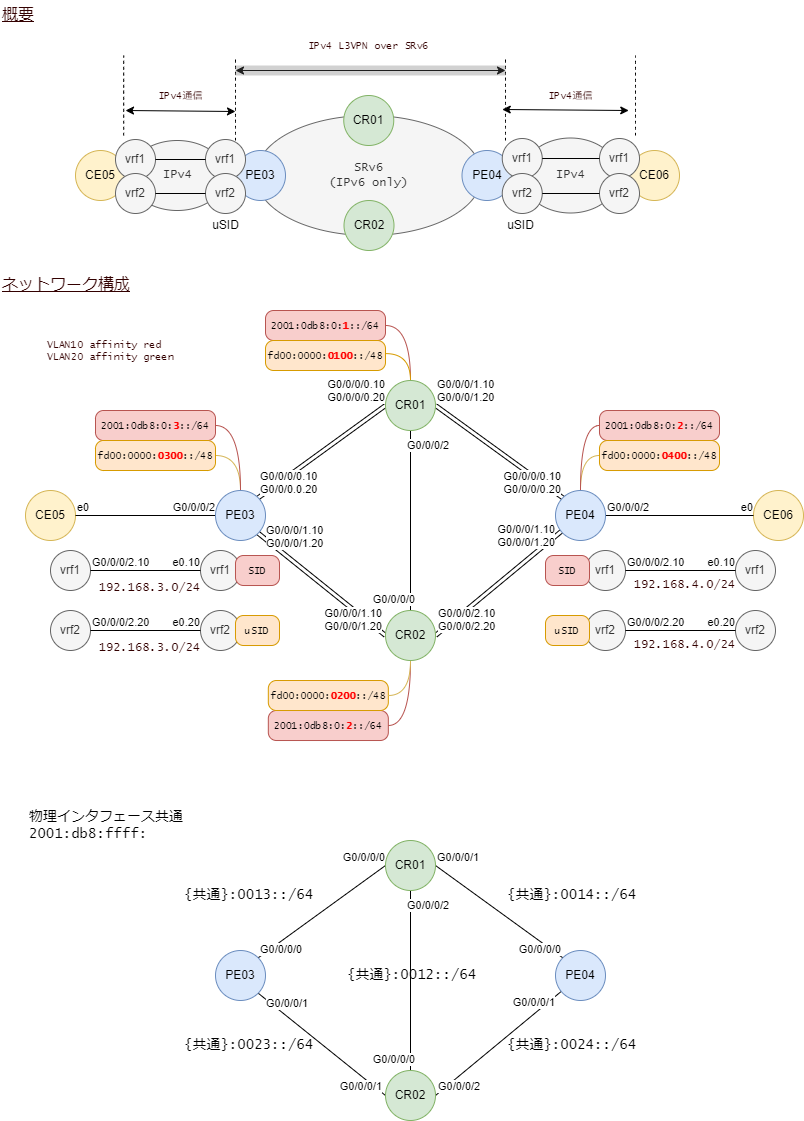 概要
IPv4 L3VPN over SRv6
IPv4通信
IPv4通信
CR01
CE05
vrf1
vrf2
IPv4
vrf1
vrf2
PE03
SRv6
(IPv6 only)
PE04
vrf1
vrf2
IPv4
vrf1
vrf2
CE06
CR02
uSID
uSID
ネットワーク構成
VLAN10 affinity red
VLAN20 affinity green
2001:0db8:0:1::/64
fd00:0000:0100::/48
G0/0/0/0.10
G0/0/0/0.20
CR01
G0/0/0/1.10
G0/0/0/1.20
G0/0/0/2
2001:0db8:0:3::/64
fd00:0000:0300::/48
2001:0db8:0:2::/64
fd00:0000:0400::/48
G0/0/0/0.10
G0/0/0.0.20
G0/0/0/0.10
G0/0/0/0.20
CE05
e0
G0/0/0/2
PE03
PE04
G0/0/0/2
e0
CE06
G0/0/0/1.10
G0/0/0/1.20
G0/0/0/1.10
G0/0/0/1.20
vrf1
G0/0/0/2.10
e0.10
vrf1
SID
192.168.3.0/24
SID
vrf1
G0/0/0/2.10
e0.10
vrf1
192.168.4.0/24
vrf2
G0/0/0/2.20
e0.20
vrf2
uSID
192.168.3.0/24
uSID
vrf2
G0/0/0/2.20
e0.20
vrf2
192.168.4.0/24
G0/0/0/0
G0/0/0/1.10
G0/0/0/1.20
CR02
G0/0/0/2.10
G0/0/0/2.20
fd00:0000:0200::/48
2001:0db8:0:2::/64
物理インタフェース共通
2001:db8:ffff:
G0/0/0/0
CR01
G0/0/0/1
G0/0/0/2
{共通}:0013::/64
{共通}:0014::/64
G0/0/0/0
G0/0/0/0
PE03
{共通}:0012::/64
PE04
G0/0/0/1
G0/0/0/1
{共通}:0023::/64
{共通}:0024::/64
G0/0/0/0
G0/0/0/1
CR02
G0/0/0/2